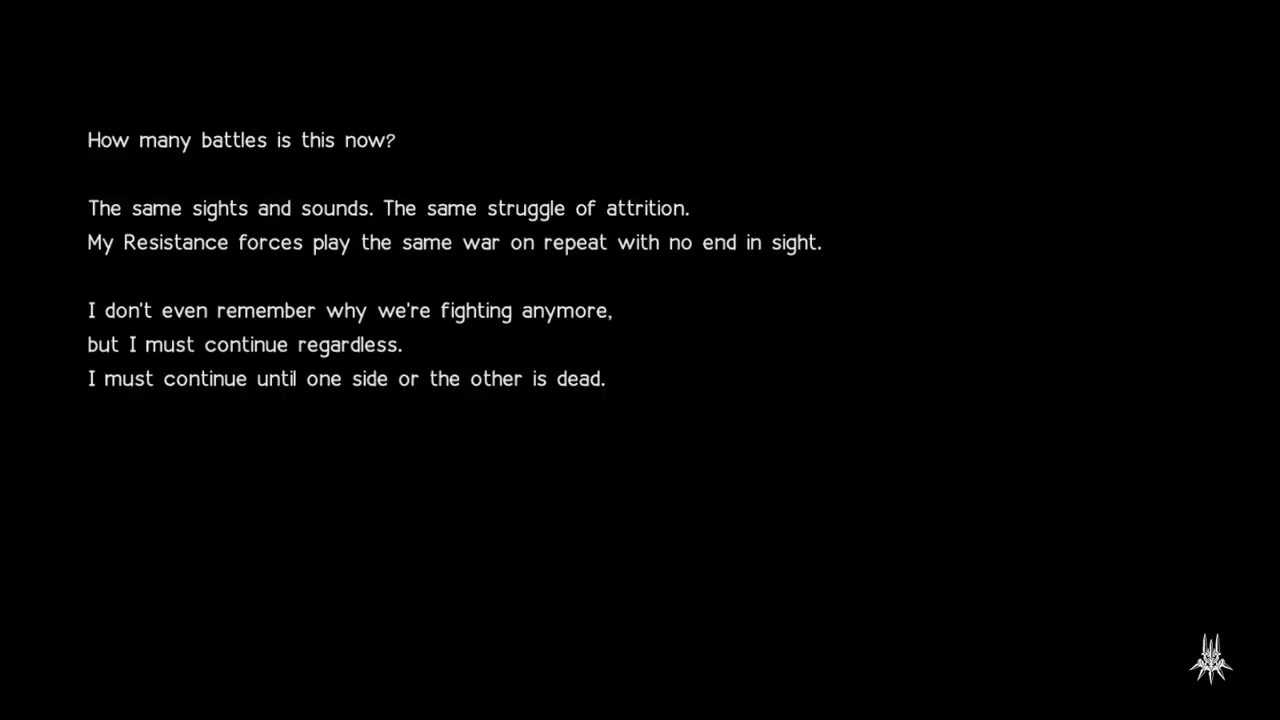 How many battles is this now?
The same sights and sounds. The same struggle of attrition.
My Resistance forces play the same war on repeat with no end in sight.
I don't even remember why we're fighting anymore,
but I must continue regardless.
I must continue until one side or the other is dead.